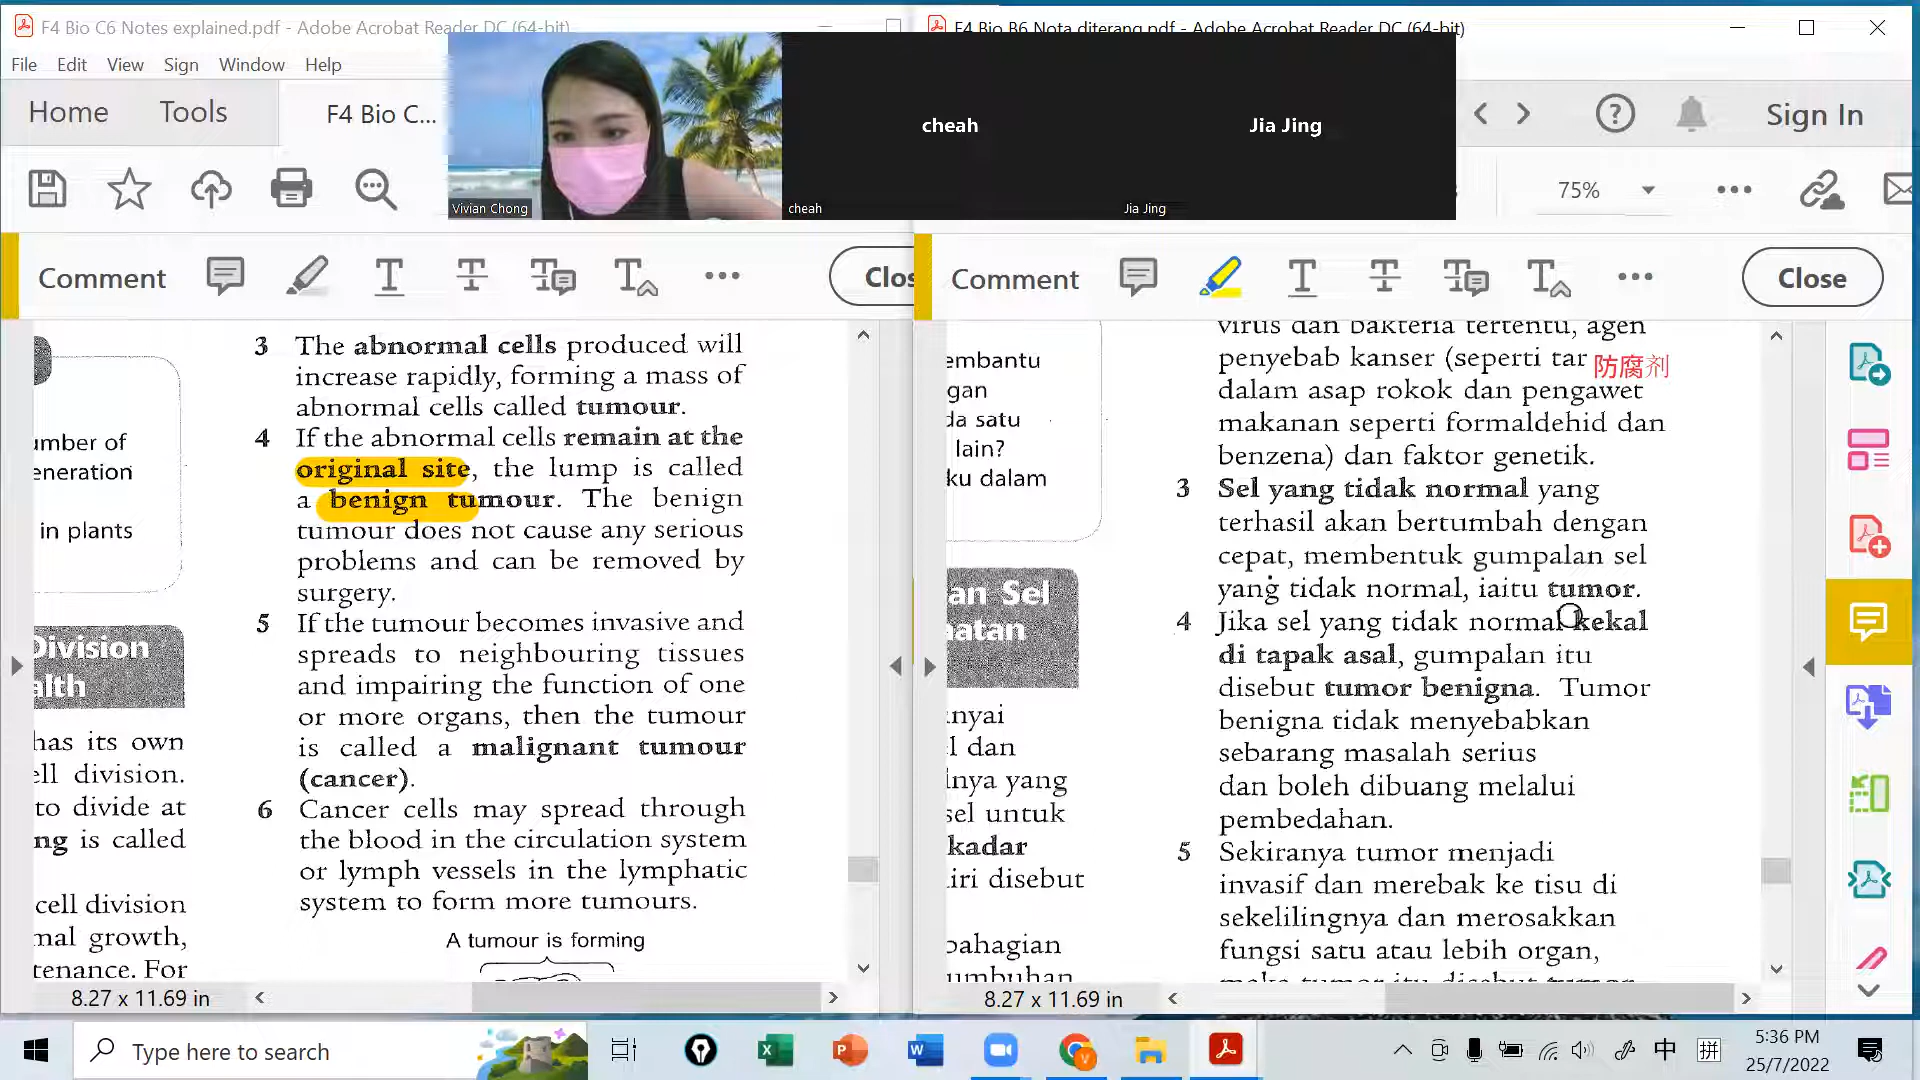 F4 Bio C6 Notes explained.pdf - Adobe Acrobat Reader DC (64-bit)
F4 Bio B6 Nota diterang.pdf - Adobe Acrobat Reader DC (64-bit)
File Edit View Sign Window Help
Home Tools F4 Bio C...
cheah
Jia Jing
Sign In
Vivian Chong
cheah
Jia Jing
75%
Comment
Clos
Comment
Close
umber of
eneration
in plants
Division
alth
has its own
ell division.
to divide at
ng is called
cell division
mal growth,
tenance. For
3 The abnormal cells produced will
increase rapidly, forming a mass of
abnormal cells called tumour.
4 If the abnormal cells remain at the
original site, the lump is called
a benign tumour. The benign
tumour does not cause any serious
problems and can be removed by
surgery.
5 If the tumour becomes invasive and
spreads to neighbouring tissues
and impairing the function of one
or more organs, then the tumour
is called a malignant tumour
(cancer).
6 Cancer cells may spread through
the blood in the circulation system
or lymph vessels in the lymphatic
system to form more tumours.
A tumour is forming
8.27 x 11.69 in
embantu
gan
da satu
lain?
ku dalam
an Sel
atan
nyai
l dan
lnya yang
sel untuk
kadar
iri disebut
bahagian
umbuhan
virus dan bakteria tertentu, agen
penyebab kanser (seperti tar
防腐剂
dalam asap rokok dan pengawet
makanan seperti formaldehid dan
benzena) dan faktor genetik.
3 Sel yang tidak normal yang
terhasil akan bertumbah dengan
cepat, membentuk gumpalan sel
yang tidak normal, iaitu tumor.
4 Jika sel yang tidak normal kekal
di tapak asal, gumpalan itu
disebut tumor benigna. Tumor
benigna tidak menyebabkan
sebarang masalah serius
dan boleh dibuang melalui
pembedahan.
5 Sekiranya tumor menjadi
invasif dan merebak ke tisu di
sekelilingnya dan merosakkan
fungsi satu atau lebih organ,
maka tumor itu disebut tumor
8.27 x 11.69 in
Type here to search
中
拼
5:36 PM
25/7/2022